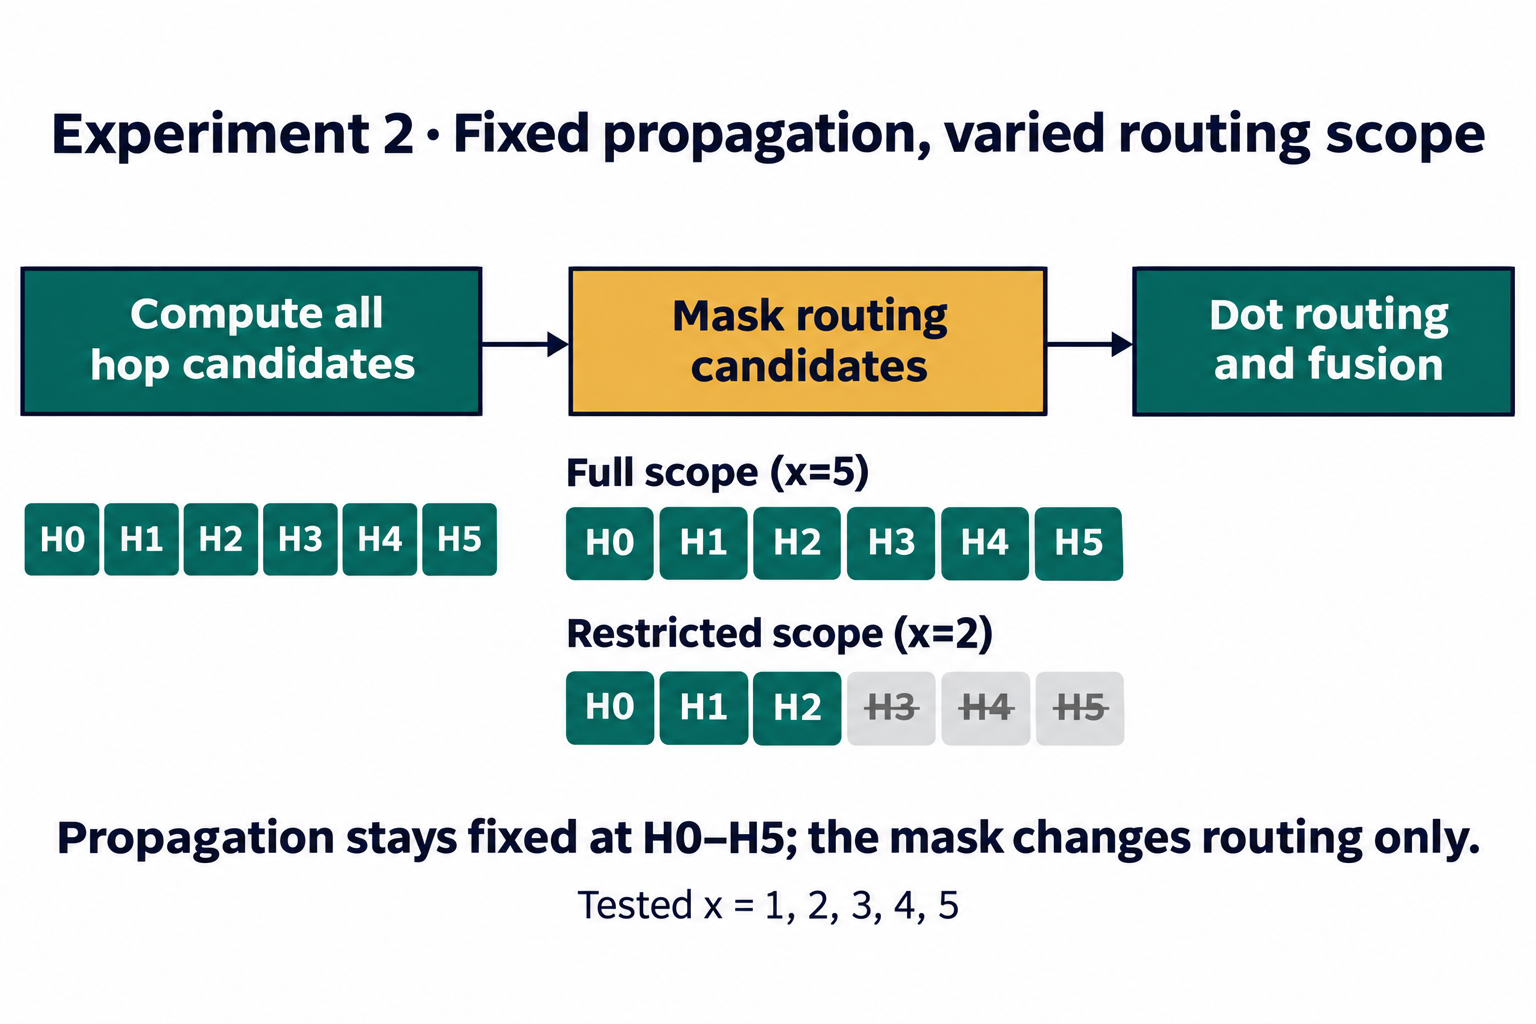 Experiment 2 · Fixed propagation, varied routing scope
Compute all
hop candidates
Mask routing
candidates
Dot routing
and fusion
H0 H1 H2 H3 H4 H5
Full scope (x=5)
H0 H1 H2 H3 H4 H5
Restricted scope (x=2)
H0 H1 H2 H3 H4 H5
Propagation stays fixed at H0–H5; the mask changes routing only.
Tested x = 1, 2, 3, 4, 5